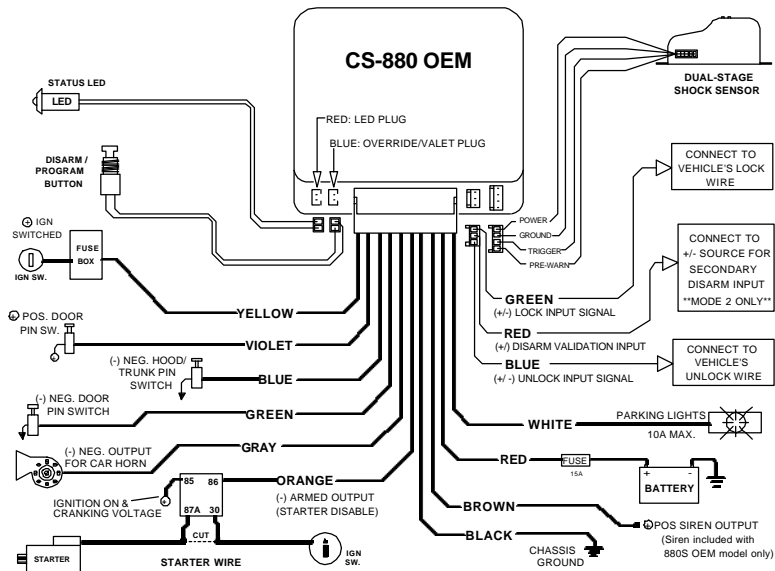 CS-880 OEM
STATUS LED
LED
RED: LED PLUG
BLUE: OVERRIDE/VALET PLUG
DUAL-STAGE
SHOCK SENSOR
DISARM /
PROGRAM
BUTTON
CONNECT TO
VEHICLE'S LOCK
WIRE
IGN
SWITCHED
FUSE
BOX
IGN SW.
POWER
GROUND
TRIGGER
PRE-WARN
CONNECT TO
+/- SOURCE FOR
SECONDARY
DISARM INPUT
**MODE 2 ONLY**
YELLOW
GREEN
(+/-) LOCK INPUT SIGNAL
POS. DOOR
PIN SW.
VIOLET
RED
(+/) DISARM VALIDATION INPUT
(-) NEG. HOOD/
TRUNK PIN
SWITCH
BLUE
BLUE
(+ -) UNLOCK INPUT SIGNAL
CONNECT TO
VEHICLE'S
UNLOCK WIRE
(-) NEG. DOOR
PIN SWITCH
GREEN
WHITE
PARKING LIGHTS
10A MAX.
(-) NEG. OUTPUT
FOR CAR HORN
GRAY
RED
FUSE
15A
+ -
BATTERY
85 86
87A 30
ORANGE
(-) ARMED OUTPUT
(STARTER DISABLE)
IGNITION ON &
CRANKING VOLTAGE
BROWN
POS SIREN OUTPUT
(Siren included with
880S OEM model only)
BLACK
CHASSIS
GROUND
CUT
STARTER
STARTER WIRE
IGN
SW.